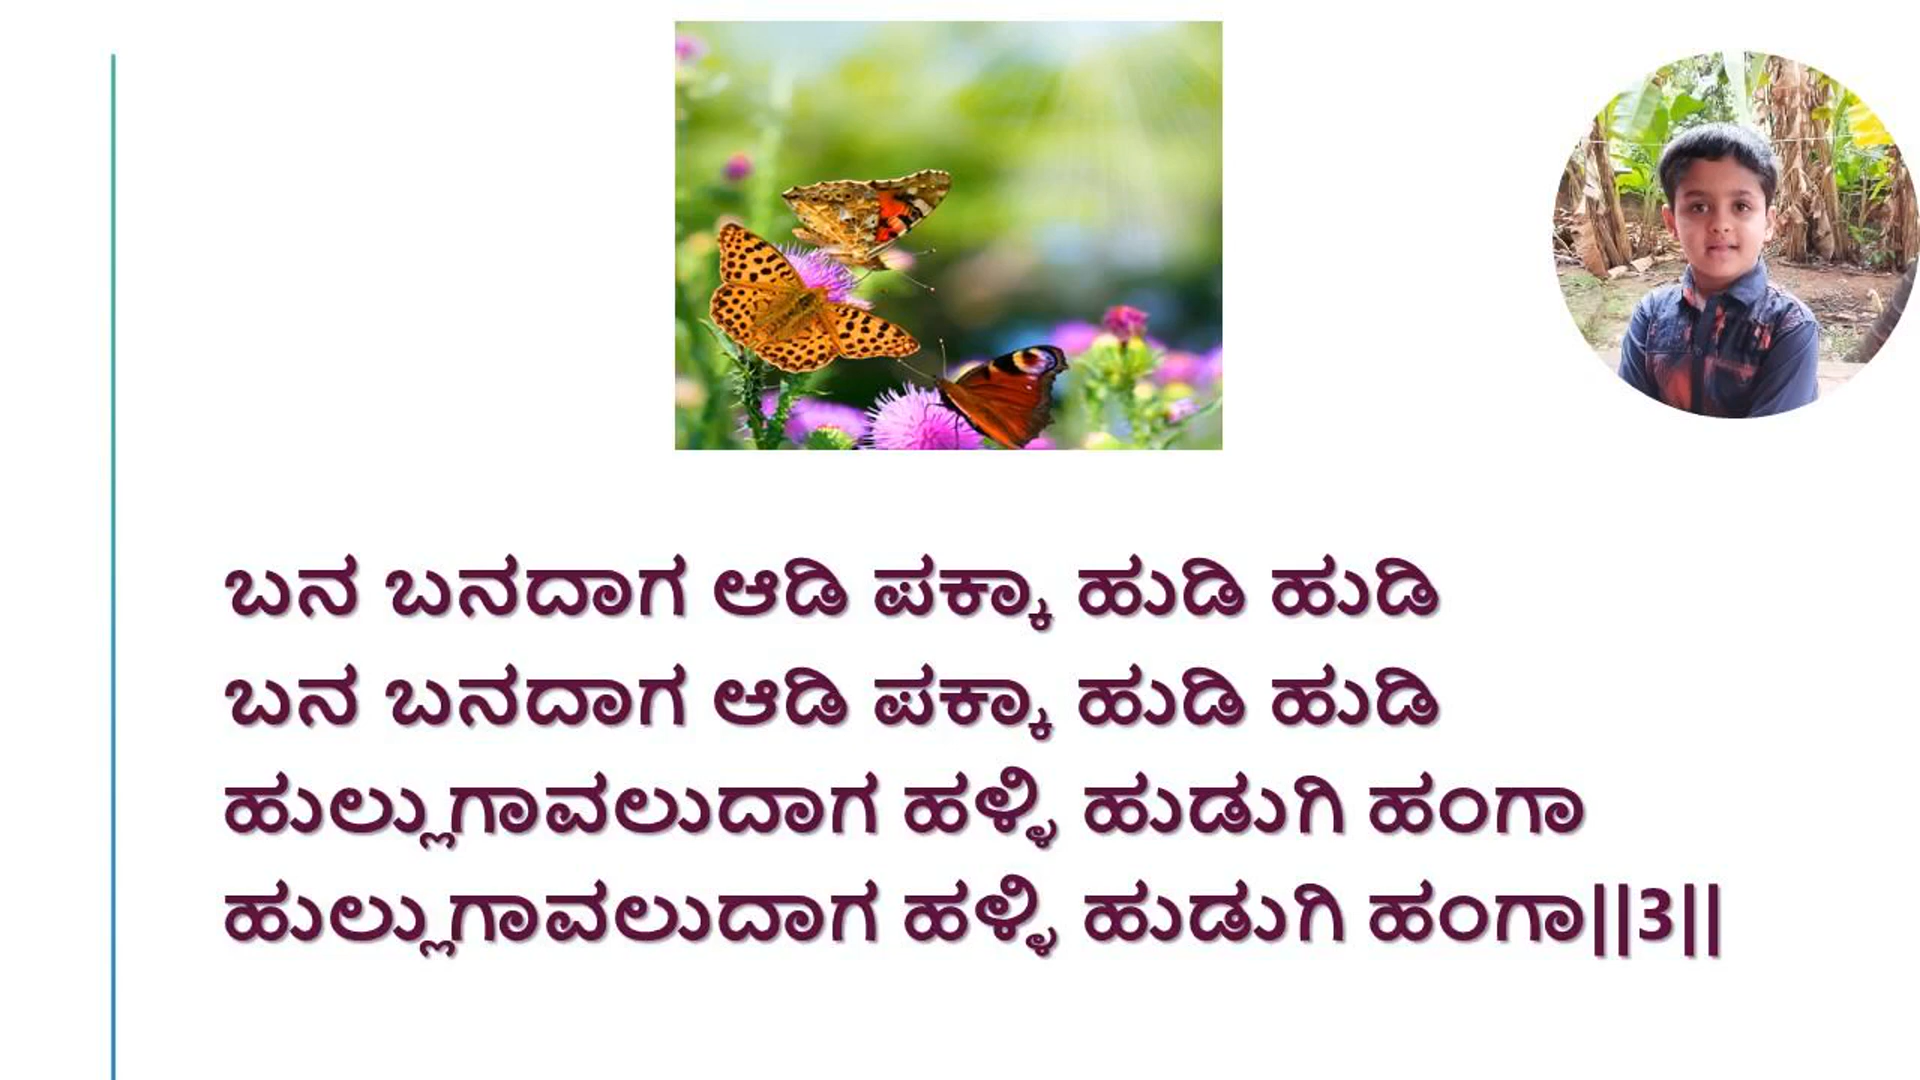 ಬನ ಬನದಾಗ ಆಡಿ ಪಕ್ಕಾ ಹುಡಿ ಹುಡಿ
ಬನ ಬನದಾಗ ಆಡಿ ಪಕ್ಕಾ ಹುಡಿ ಹುಡಿ
ಹುಲ್ಲುಗಾವಲುದಾಗ ಹಳ್ಳಿ ಹುಡುಗಿ ಹಂಗಾ
ಹುಲ್ಲುಗಾವಲುದಾಗ ಹಳ್ಳಿ ಹುಡುಗಿ ಹಂಗಾ||3||